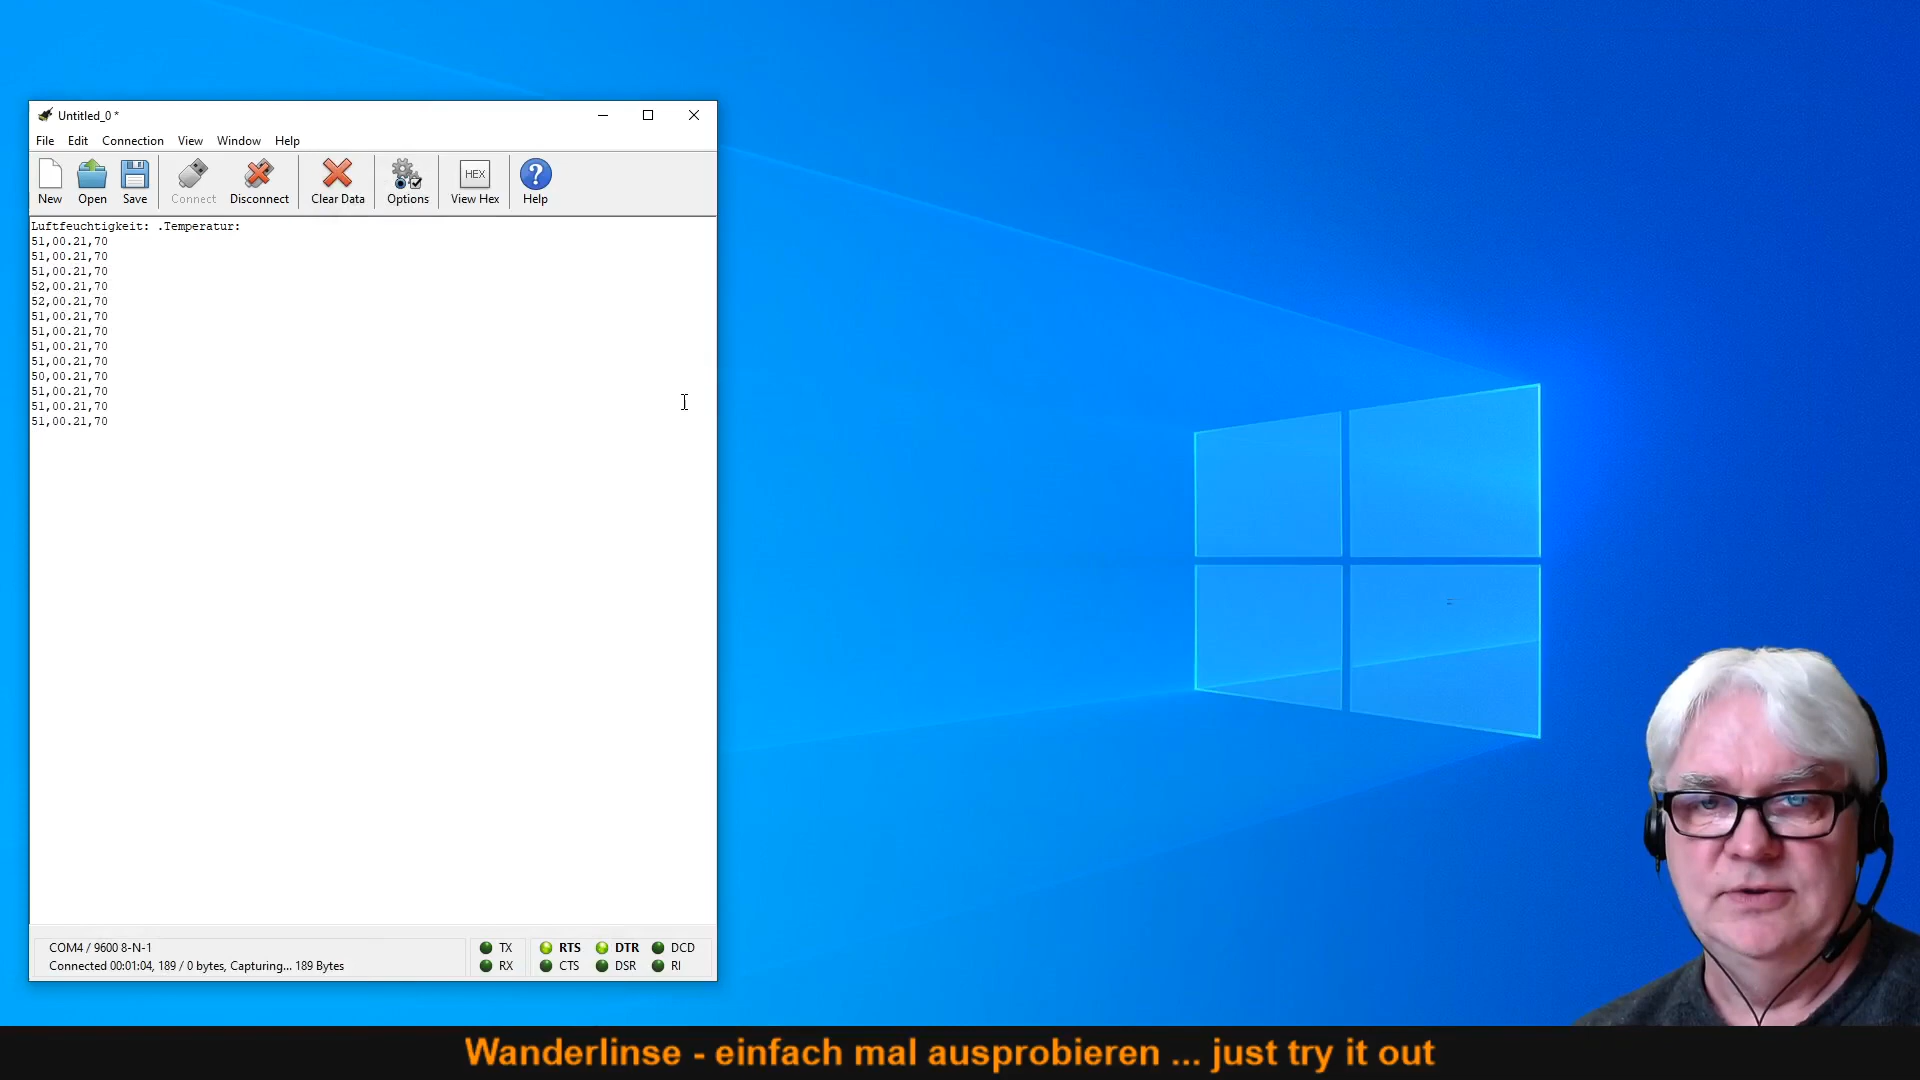 Untitled_0 *
File Edit Connection View Window Help
New Open Save Connect Disconnect Clear Data Options HEX View Hex ? Help
Luftfeuchtigkeit: .Temperatur:
51,00.21,70
51,00.21,70
51,00.21,70
52,00.21,70
52,00.21,70
51,00.21,70
51,00.21,70
51,00.21,70
51,00.21,70
50,00.21,70
51,00.21,70
51,00.21,70
51,00.21,70
COM4 / 9600 8-N-1 TX RTS DTR DCD
Connected 00:01:04, 189 / 0 bytes, Capturing... 189 Bytes RX CTS DSR RI
Wanderlinse - einfach mal ausprobieren ... just try it out